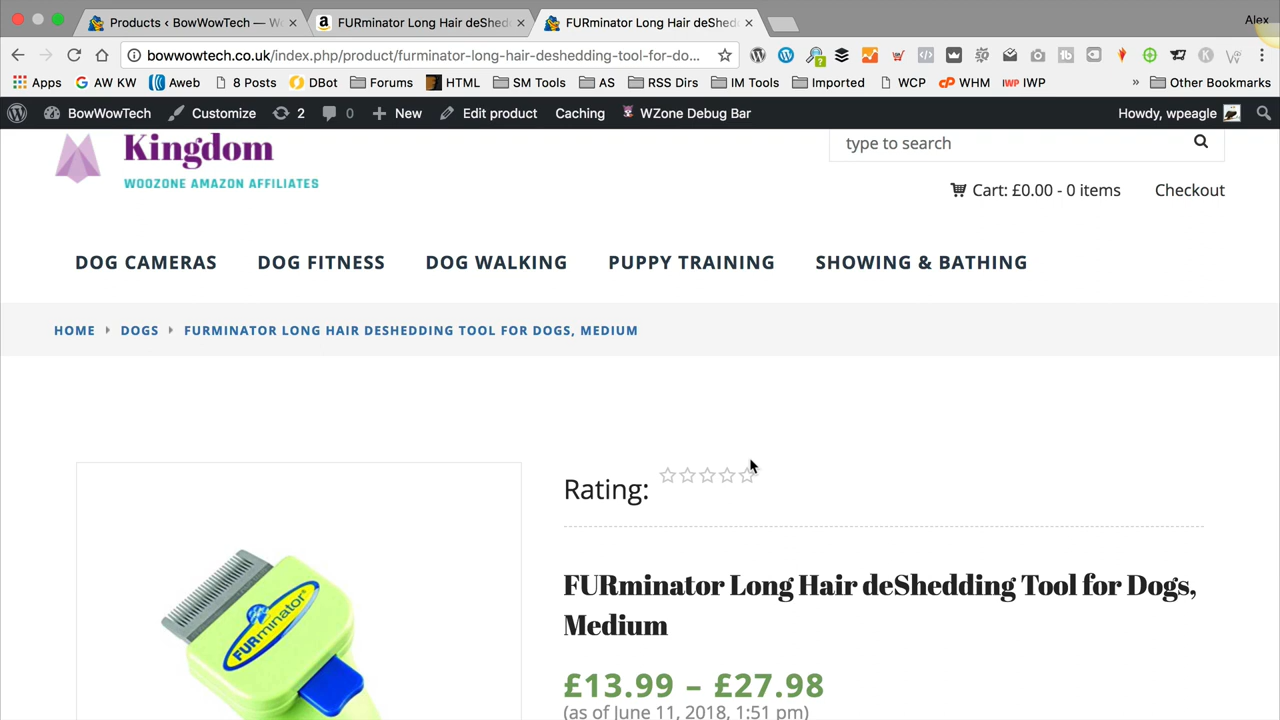 Alex
Products ‹ BowWowTech — W
FURminator Long Hair deShed
FURminator Long Hair deShed
bowwowtech.co.uk/index.php/product/furminator-long-hair-deshedding-tool-for-do...
Apps AW KW Aweb 8 Posts DBot Forums HTML SM Tools AS RSS Dirs IM Tools Imported WCP WHM IWP IWP » Other Bookmarks
BowWowTech Customize 2 0 New Edit product Caching WZone Debug Bar Howdy, wpeagle
Kingdom
WOOZONE AMAZON AFFILIATES
type to search
Cart: £0.00 - 0 items Checkout
DOG CAMERAS DOG FITNESS DOG WALKING PUPPY TRAINING SHOWING & BATHING
HOME DOGS FURMINATOR LONG HAIR DESHEDDING TOOL FOR DOGS, MEDIUM
Rating:
FURminator Long Hair deShedding Tool for Dogs,
Medium
£13.99 – £27.98
(as of June 11, 2018, 1:51 pm)
FURminator®